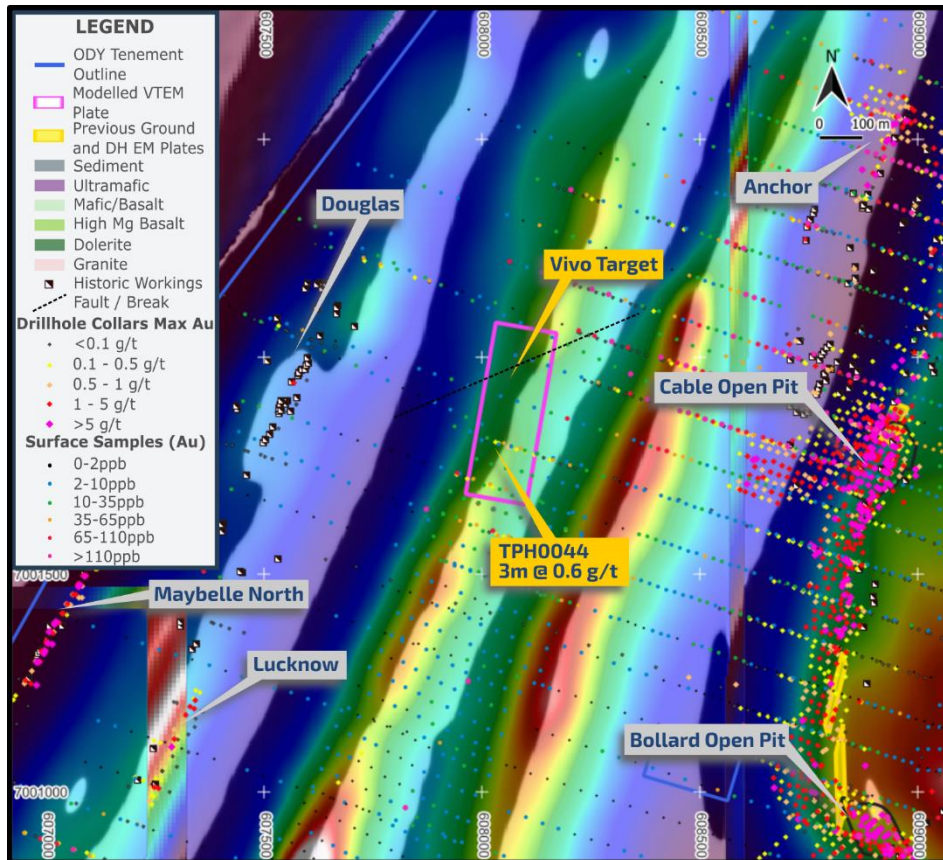 LEGEND
ODY Tenement
Outline
Modelled VTEM
Plate
Previous Ground
and DH EM Plates
Sediment
Ultramafic
Mafic/Basalt
High Mg Basalt
Dolerite
Granite
Historic Workings
Fault / Break
Drillhole Collars Max Au
<0.1 g/t
0.1 - 0.5 g/t
0.5 - 1 g/t
1 - 5 g/t
>5 g/t
Surface Samples (Au)
0-2ppb
2-10ppb
10-35ppb
35-65ppb
65-110ppb
>110ppb
607500
608000
608500
609000
N
0 100 m
Anchor
Douglas
Vivo Target
Cable Open Pit
TPH0044
3m @ 0.6 g/t
7001500
Maybelle North
Lucknow
Bollard Open Pit
7001000
607000
607500
608000
608500
609000